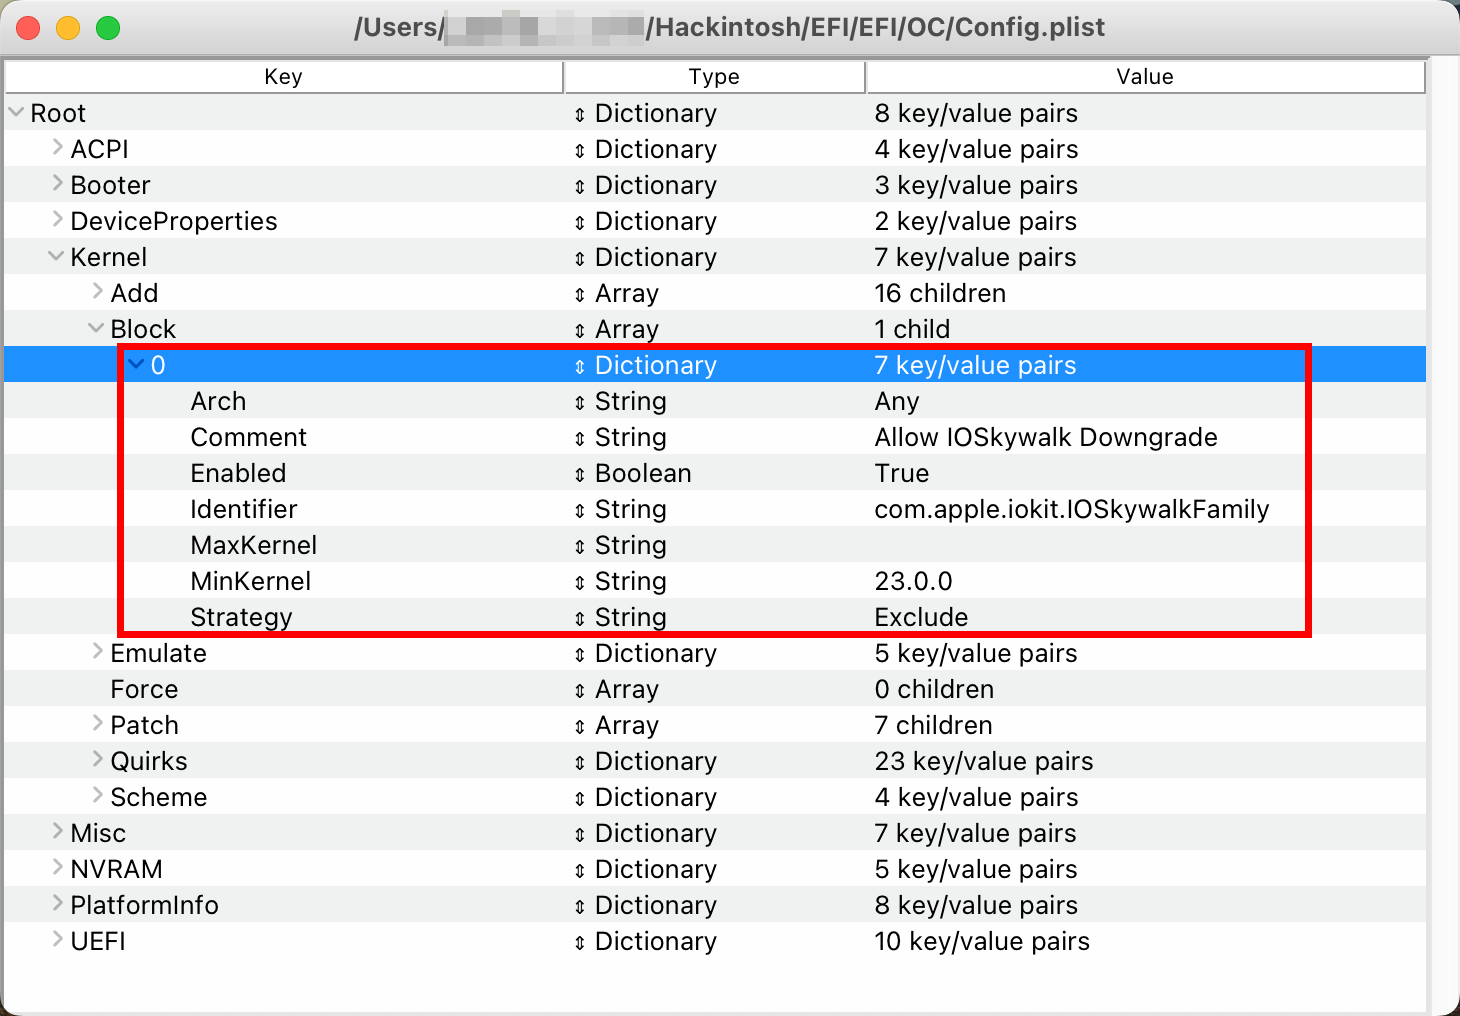 /Users/ /Hackintosh/EFI/EFI/OC/Config.plist
Key Type Value
Root Dictionary 8 key/value pairs
ACPI Dictionary 4 key/value pairs
Booter Dictionary 3 key/value pairs
DeviceProperties Dictionary 2 key/value pairs
Kernel Dictionary 7 key/value pairs
Add Array 16 children
Block Array 1 child
0 Dictionary 7 key/value pairs
Arch String Any
Comment String Allow IOSkywalk Downgrade
Enabled Boolean True
Identifier String com.apple.iokit.IOSkywalkFamily
MaxKernel String
MinKernel String 23.0.0
Strategy String Exclude
Emulate Dictionary 5 key/value pairs
Force Array 0 children
Patch Array 7 children
Quirks Dictionary 23 key/value pairs
Scheme Dictionary 4 key/value pairs
Misc Dictionary 7 key/value pairs
NVRAM Dictionary 5 key/value pairs
PlatformInfo Dictionary 8 key/value pairs
UEFI Dictionary 10 key/value pairs